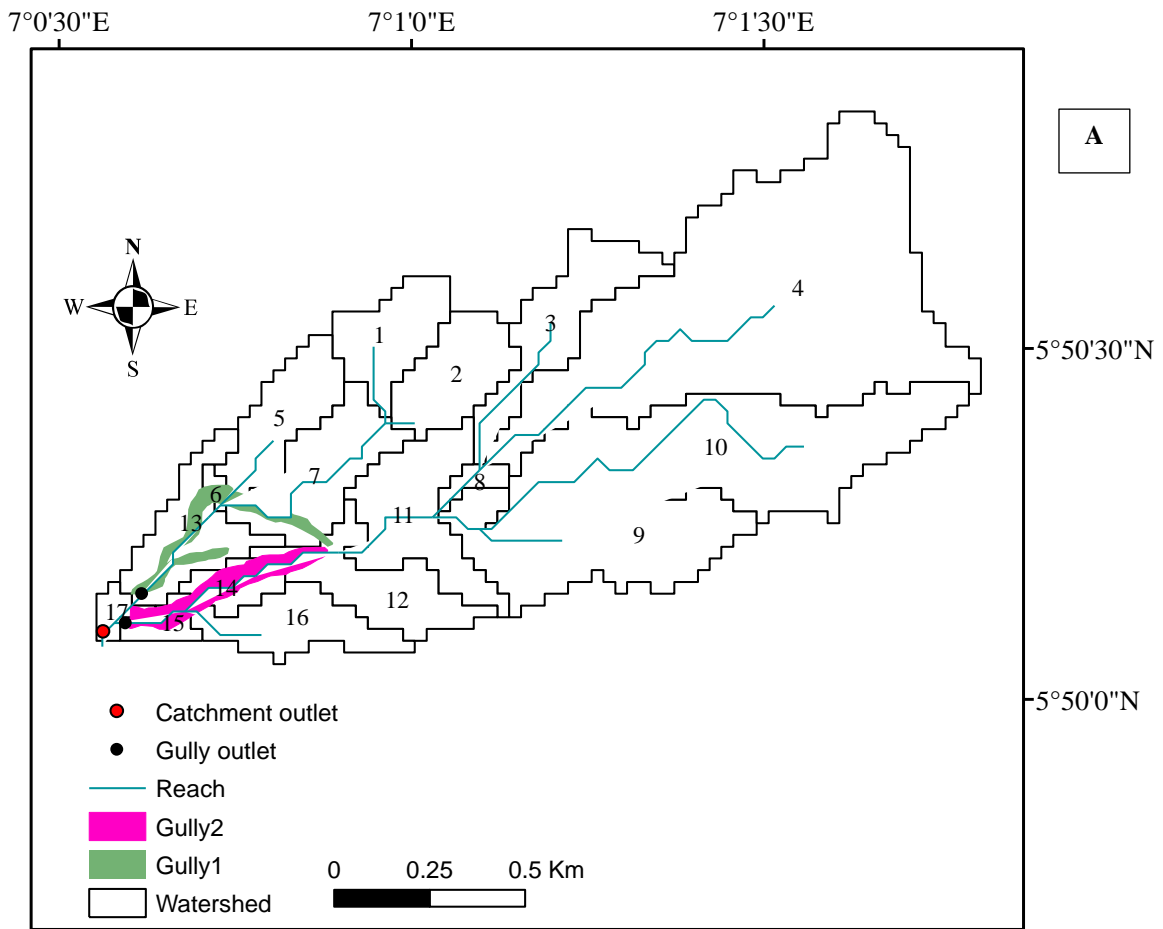 7°0'30"E 7°1'0"E 7°1'30"E
A
N
W E
S
5°50'30"N
5°50'0"N
1
2
3
4
5
6
7
8
9
10
11
12
13
14
15
16
17
Catchment outlet
Gully outlet
Reach
Gully2
Gully1
Watershed
0 0.25 0.5 Km